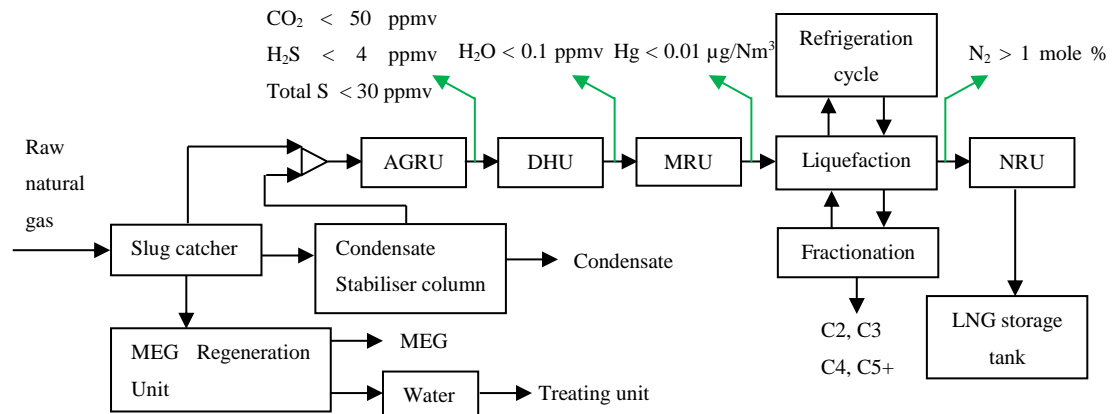 CO2 < 50 ppmv
H2S < 4 ppmv
Total S < 30 ppmv
H2O < 0.1 ppmv
Hg < 0.01 µg/Nm³
Refrigeration
cycle
N2 > 1 mole %
Raw
natural
gas
AGRU
DHU
MRU
Liquefaction
NRU
Slug catcher
Condensate
Stabiliser column
Condensate
Fractionation
MEG Regeneration
Unit
MEG
Water
Treating unit
C2, C3
C4, C5+
LNG storage
tank